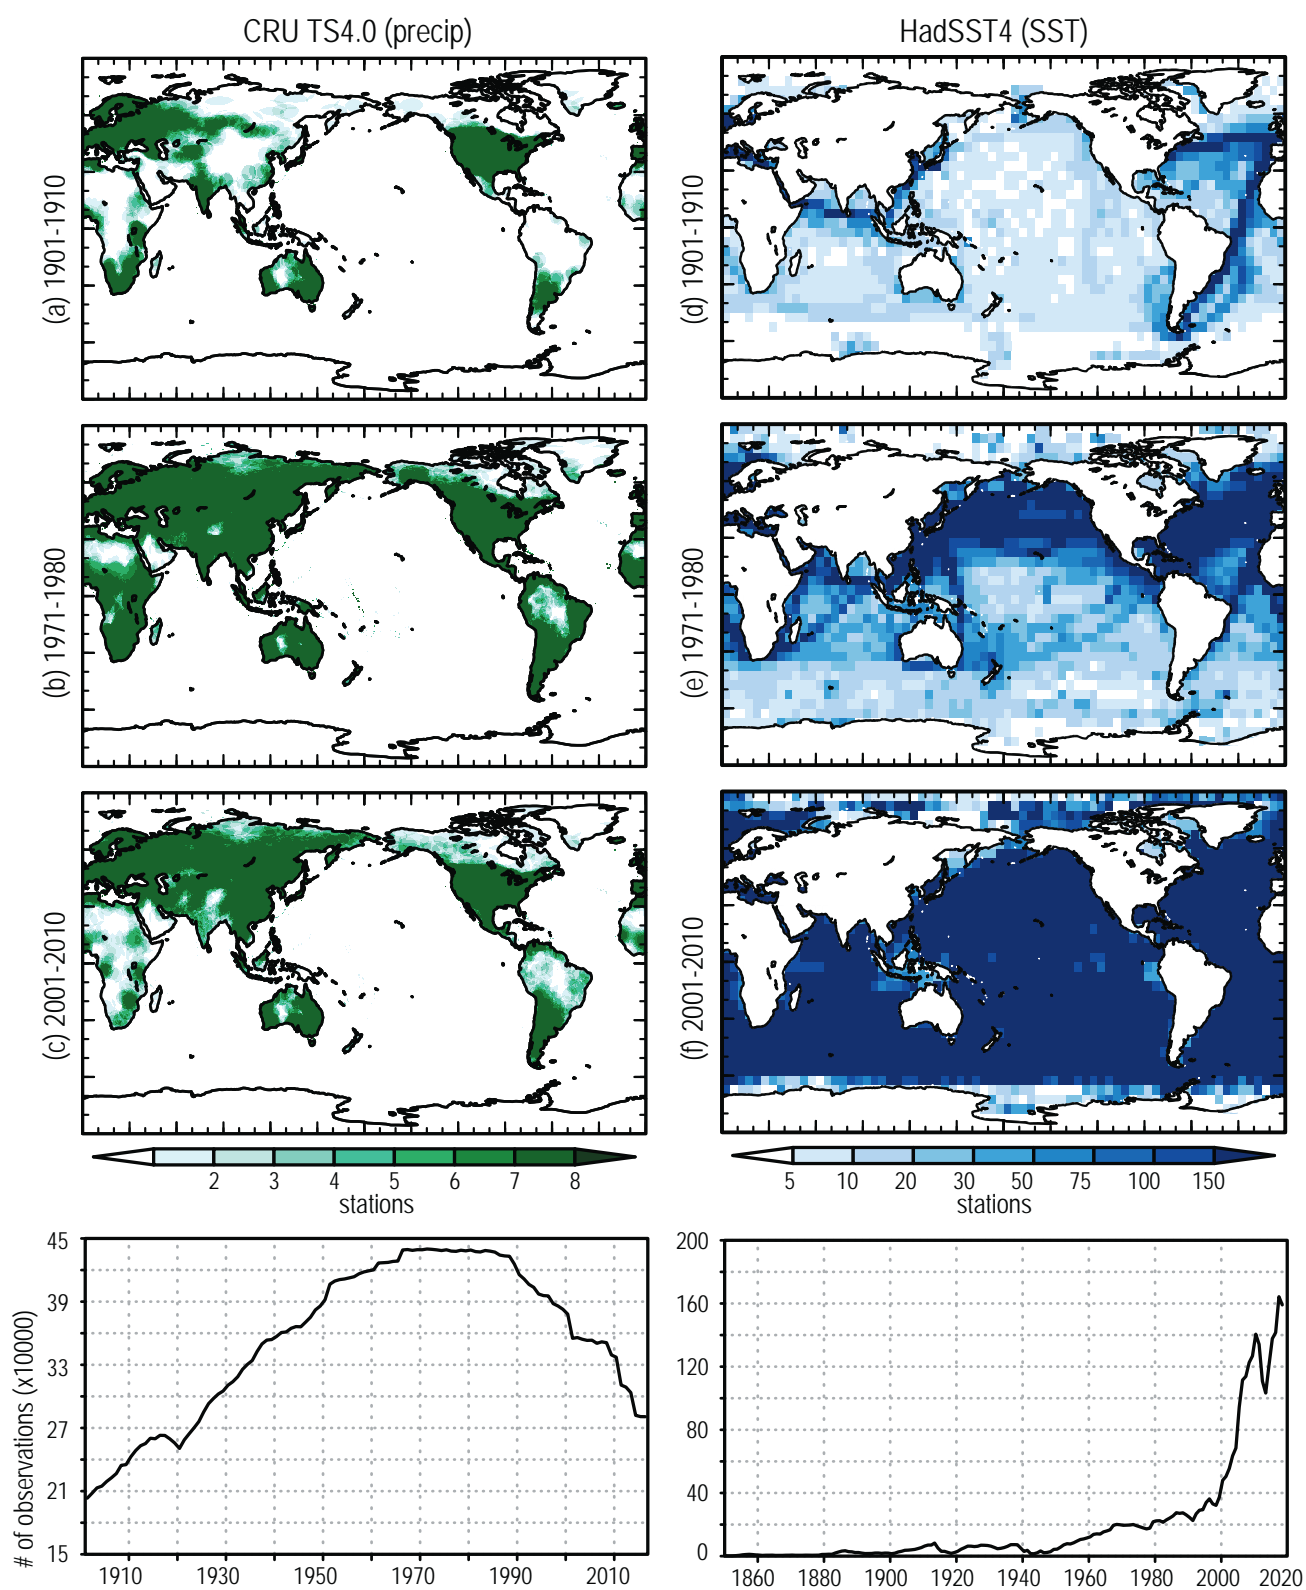 CRU TS4.0 (precip)
HadSST4 (SST)
(a) 1901-1910
(d) 1901-1910
(b) 1971-1980
(e) 1971-1980
(c) 2001-2010
(f) 2001-2010
2 3 4 5 6 7 8
stations
5 10 20 30 50 75 100 150
stations
# of observations (x10000)
45
39
33
27
21
15
1910 1930 1950 1970 1990 2010
200
160
120
80
40
0
1860 1880 1900 1920 1940 1960 1980 2000 2020